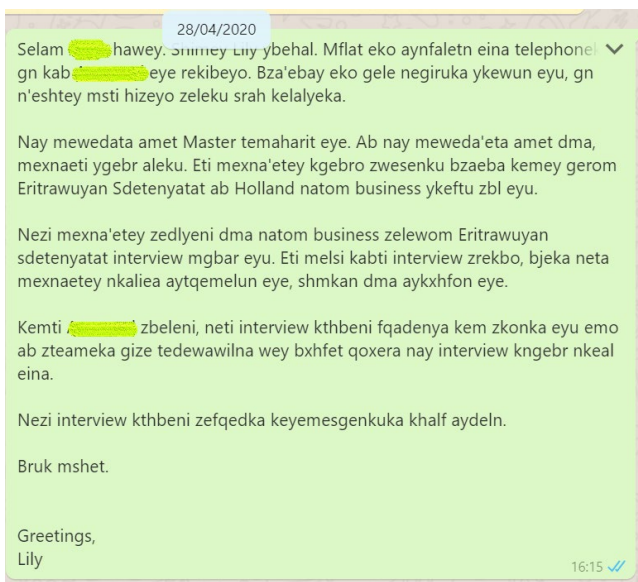 28/04/2020
Selam hawey. Shimey Lily ybehal. Mflat eko aynfaletn eina
gn kab eye rekibeyo. Bza'ebay eko gele negiruka ykewun eyu, gn
n'eshtey msti hizeyo zeleku srah kelalyeka.
Nay mewedata amet Master temaharit eye. Ab nay meweda'eta amet dma,
mexnaeti ygebr aleku. Eti mexna'etey kgebro zwesenku bzaeba kemey gerom
Eritrawuyan Sdetenyatat ab Holland natom business ykeftu zbl eyu.
Nezi mexna'etey zedlyeni dma natom business zelewom Eritrawuyan
sdetenyatat interview mgbar eyu. Eti melsi kabti interview zrekbo, bjeka neta
mexnaetey nkaliea aytqemelun eye, shmkan dma aykxhfon eye.
Kemti zbeleni, neti interview kthbeni fqadenya kem zkonka eyu emo
ab zteameka gize tedewawilna wey bxhfet qoxera nay interview kngebr nkeal
eina.
Nezi interview kthbeni zefqedka keyemesgenkuka khalf aydeln.
Bruk mshet.
Greetings,
Lily
16:15